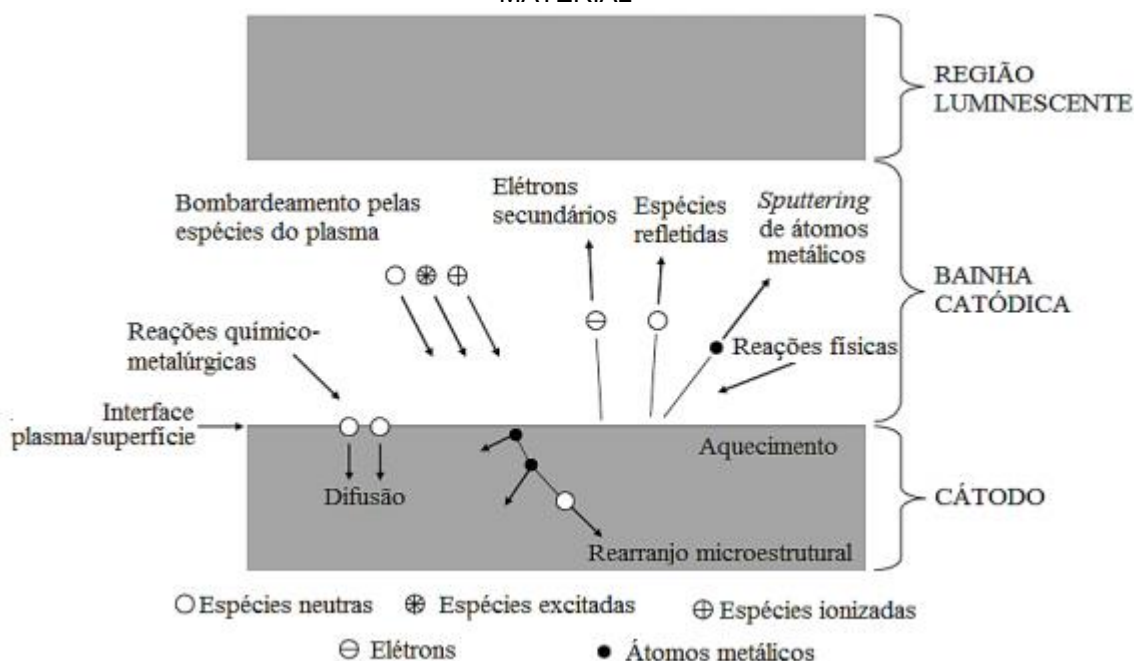 MATERIAL
REGIÃO
LUMINESCENTE
Bombardeamento pelas
espécies do plasma
Elétrons
secundários
Espécies
refletidas
Sputtering
de átomos
metálicos
BAINHA
CATÓDICA
Reações químico-
metalúrgicas
Reações físicas
Interface
plasma/superfície
Aquecimento
Difusão
CÁTODO
Rearranjo microestrutural
Espécies neutras
Espécies excitadas
Espécies ionizadas
Elétrons
Átomos metálicos